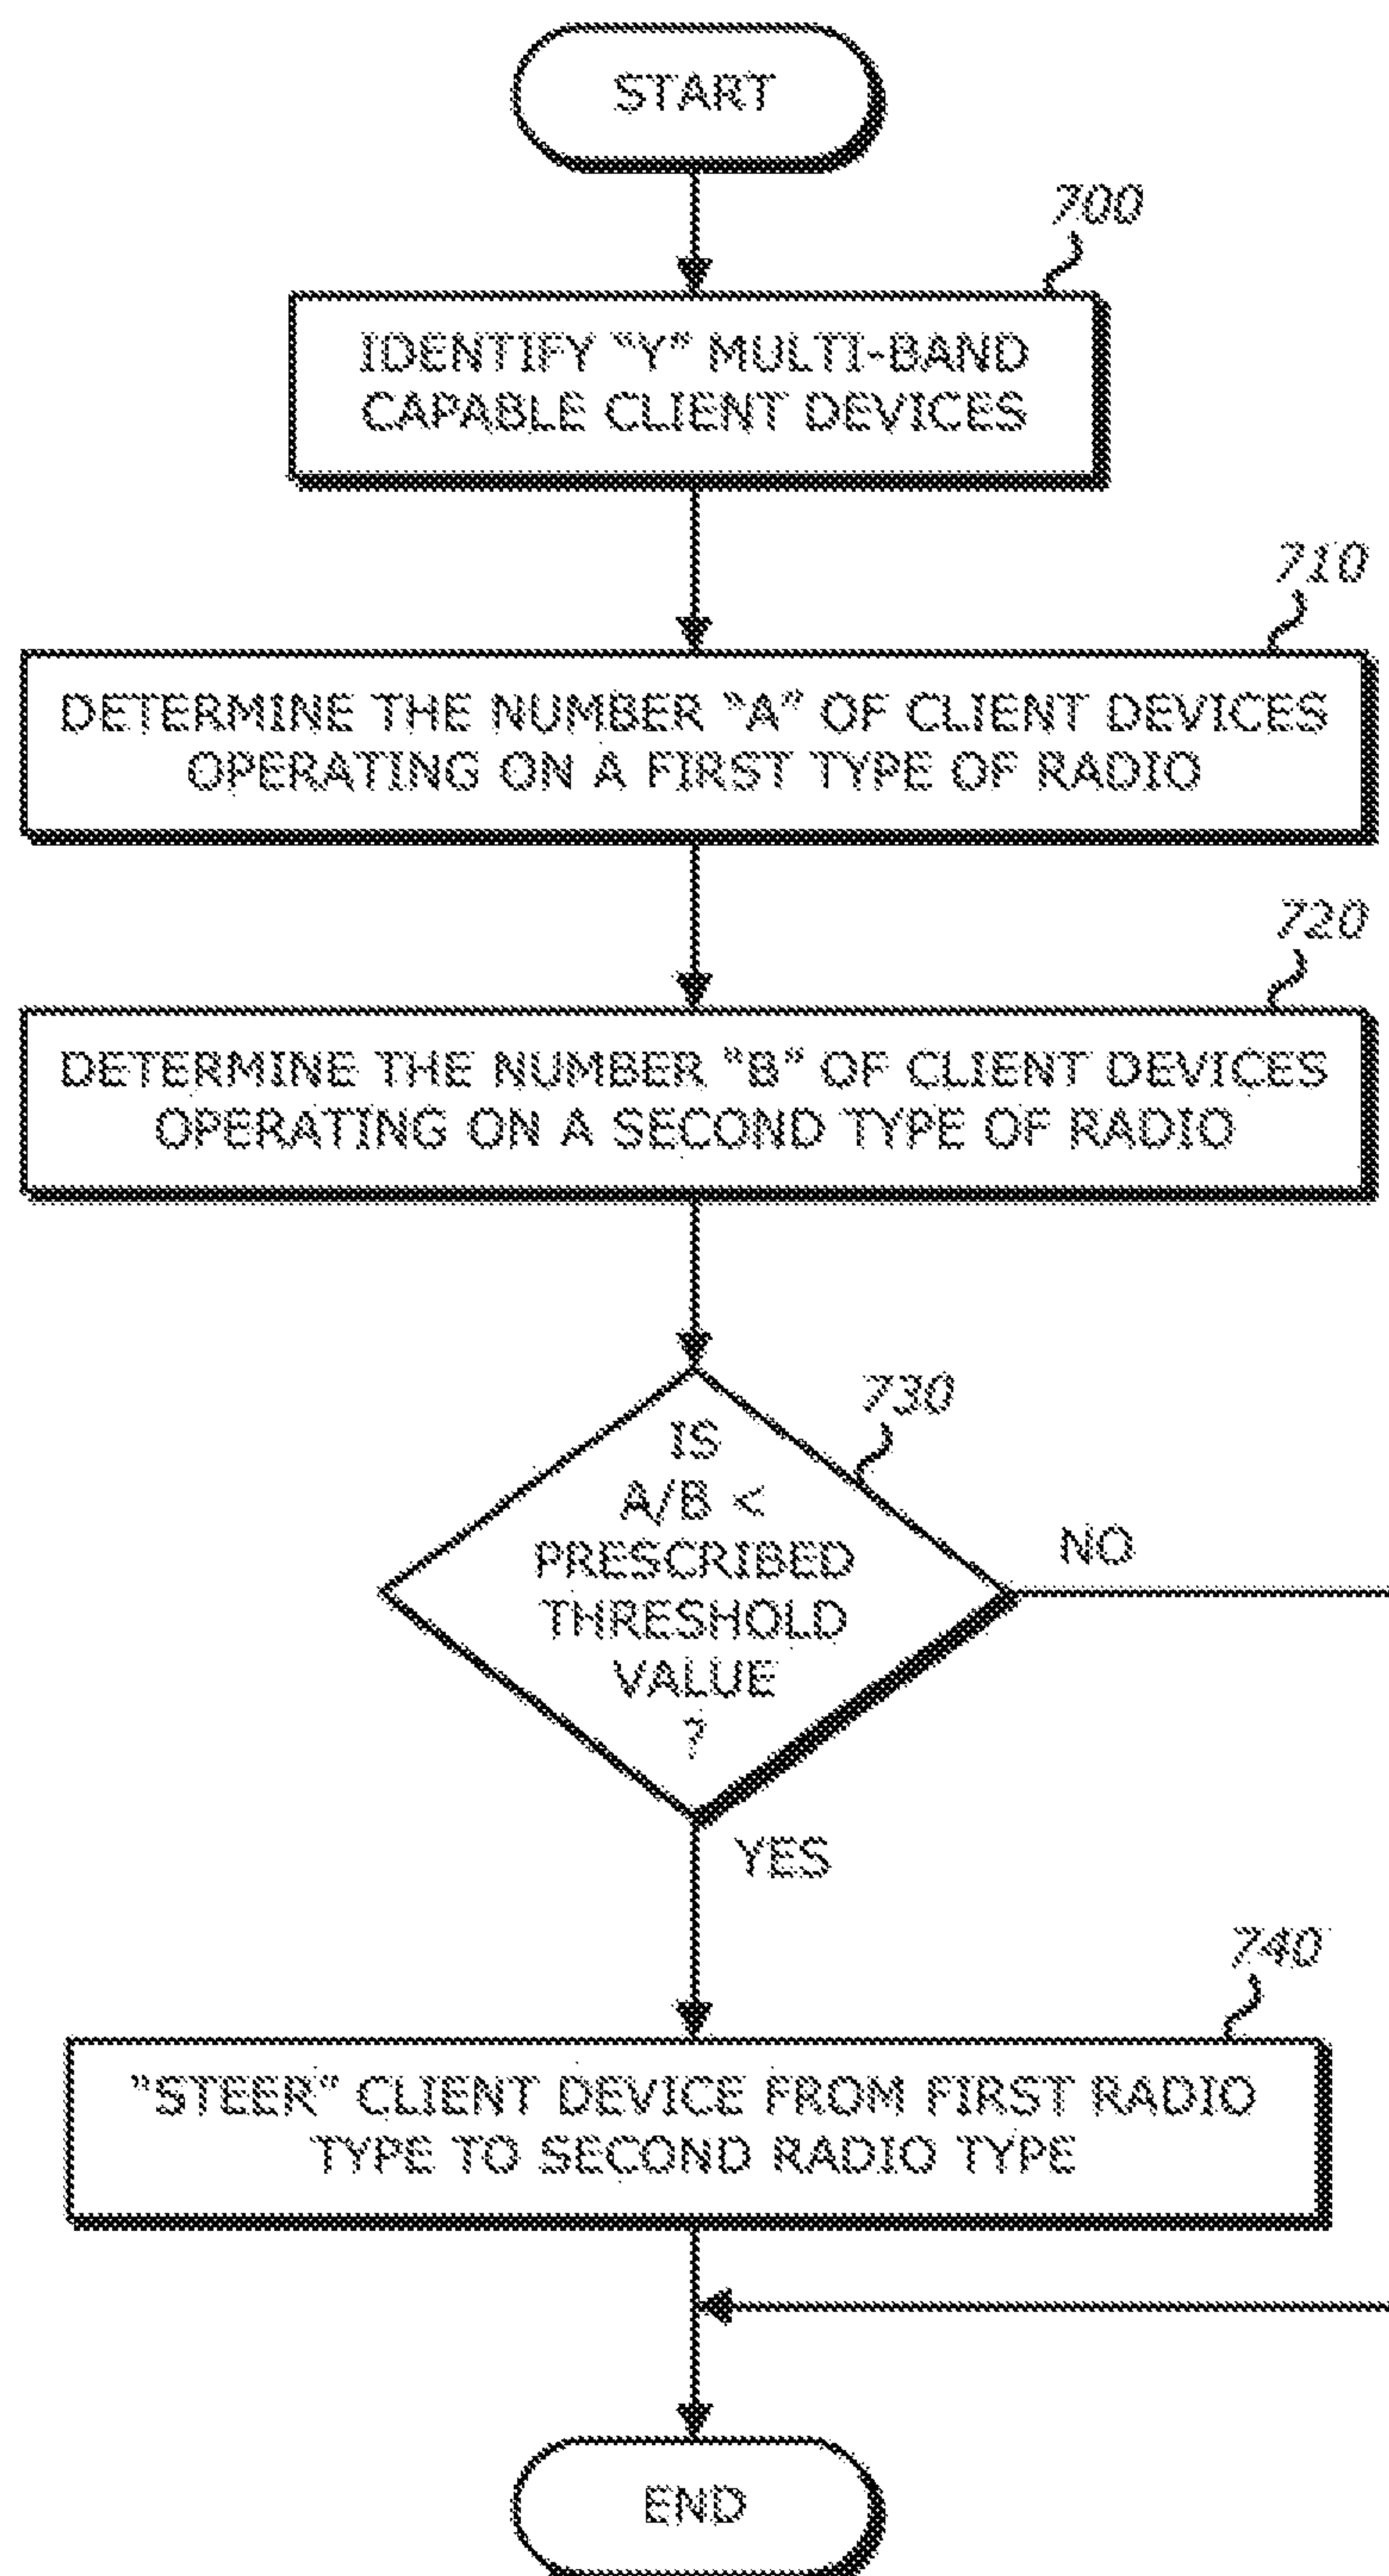 START
700
IDENTIFY "Y" MULTI-BAND
CAPABLE CLIENT DEVICES
710
DETERMINE THE NUMBER "A" OF CLIENT DEVICES
OPERATING ON A FIRST TYPE OF RADIO
720
DETERMINE THE NUMBER "B" OF CLIENT DEVICES
OPERATING ON A SECOND TYPE OF RADIO
730
IS
A/B <
PRESCRIBED
THRESHOLD
VALUE
?
NO
YES
740
"STEER" CLIENT DEVICE FROM FIRST RADIO
TYPE TO SECOND RADIO TYPE
END